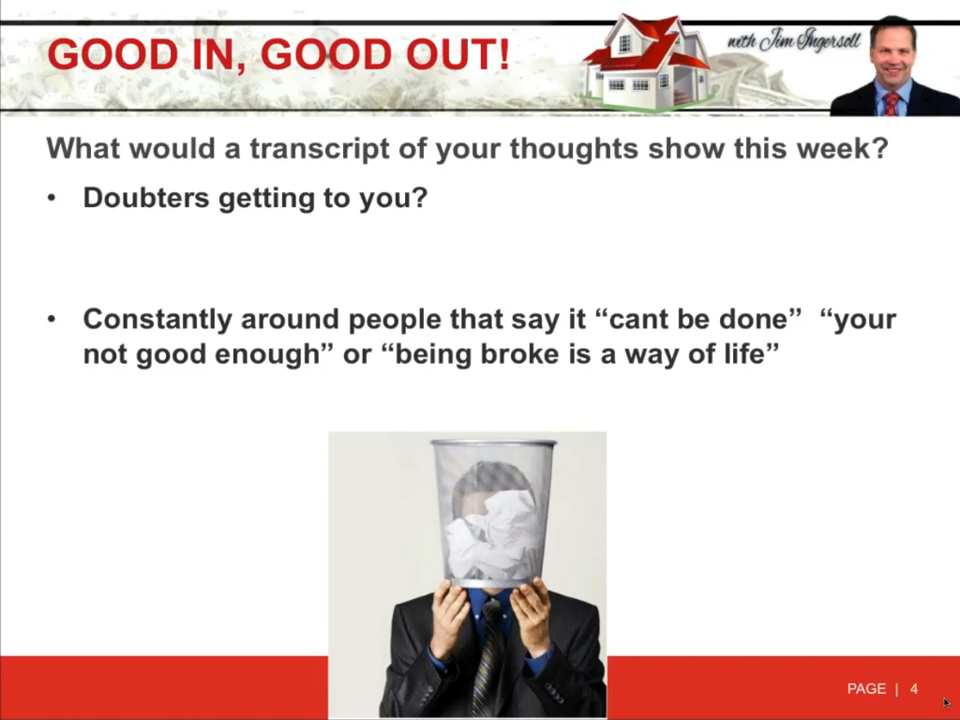 GOOD IN, GOOD OUT!
with Jim Ingersoll
What would a transcript of your thoughts show this week?
• Doubters getting to you?
• Constantly around people that say it “cant be done” “your
not good enough” or “being broke is a way of life”
PAGE | 4